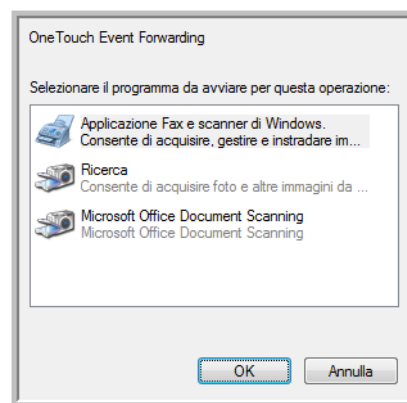 OneTouch Event Forwarding
Selezionare il programma da avviare per questa operazione:
Applicazione Fax e scanner di Windows.
Consente di acquisire, gestire e instradare im...
Ricerca
Consente di acquisire foto e altre immagini da ...
Microsoft Office Document Scanning
Microsoft Office Document Scanning
OK Annulla